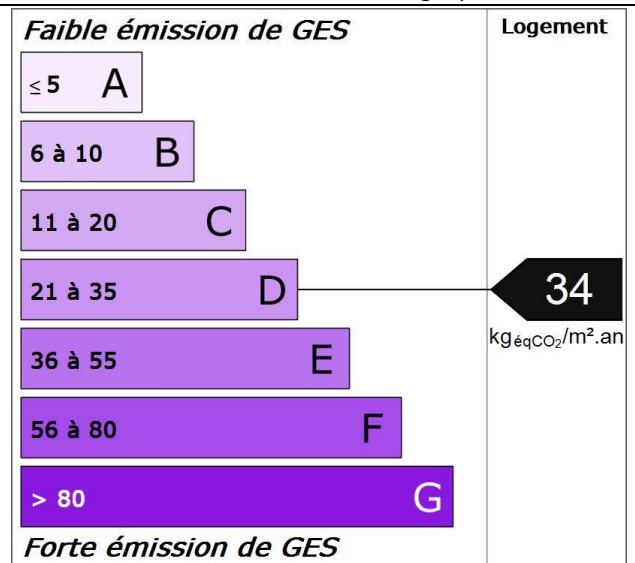 Faible émission de GES
Logement
≤ 5 A
6 à 10 B
11 à 20 C
21 à 35 D
34
kgéqCO₂/m².an
36 à 55 E
56 à 80 F
> 80 G
Forte émission de GES